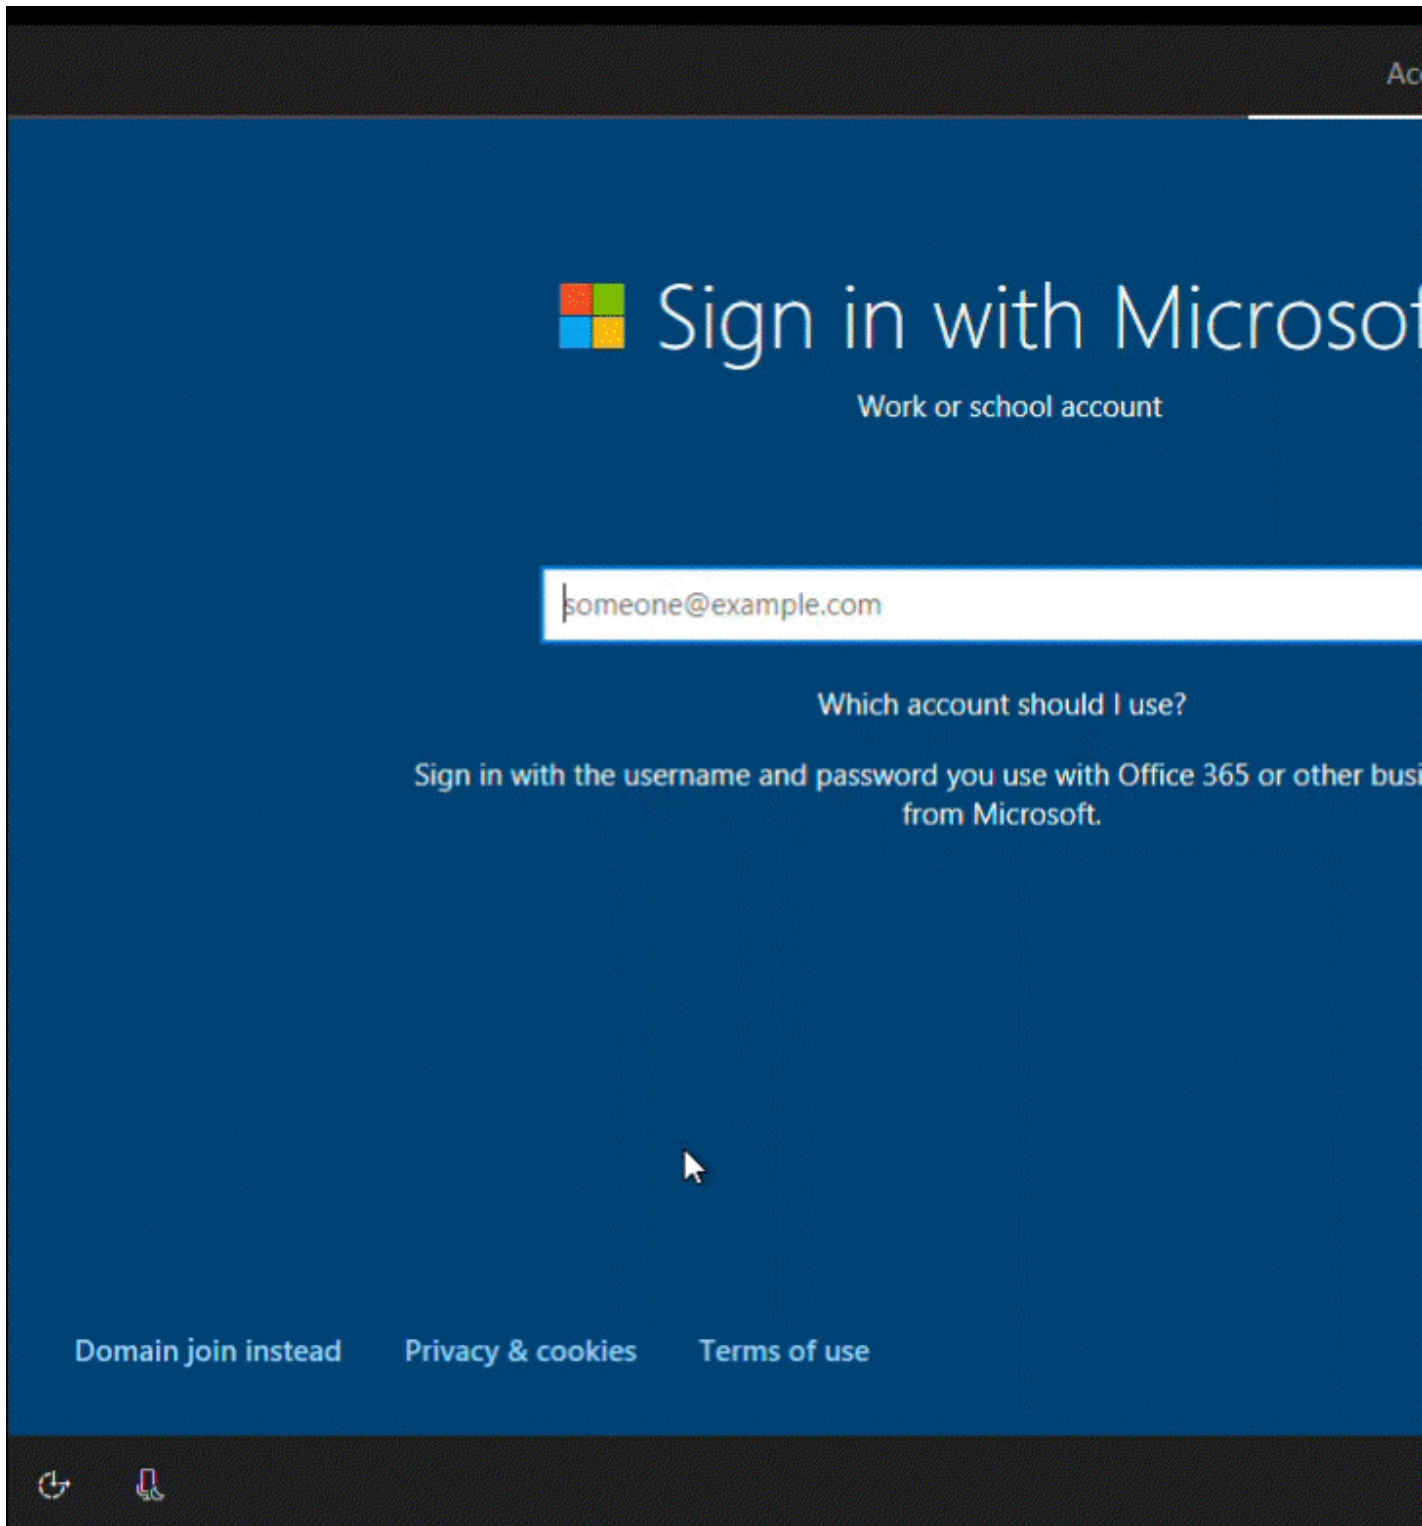 Sign in with Microsof
Work or school account
someone@example.com
Which account should I use?
Sign in with the username and password you use with Office 365 or other busi
from Microsoft.
Domain join instead
Privacy & cookies
Terms of use